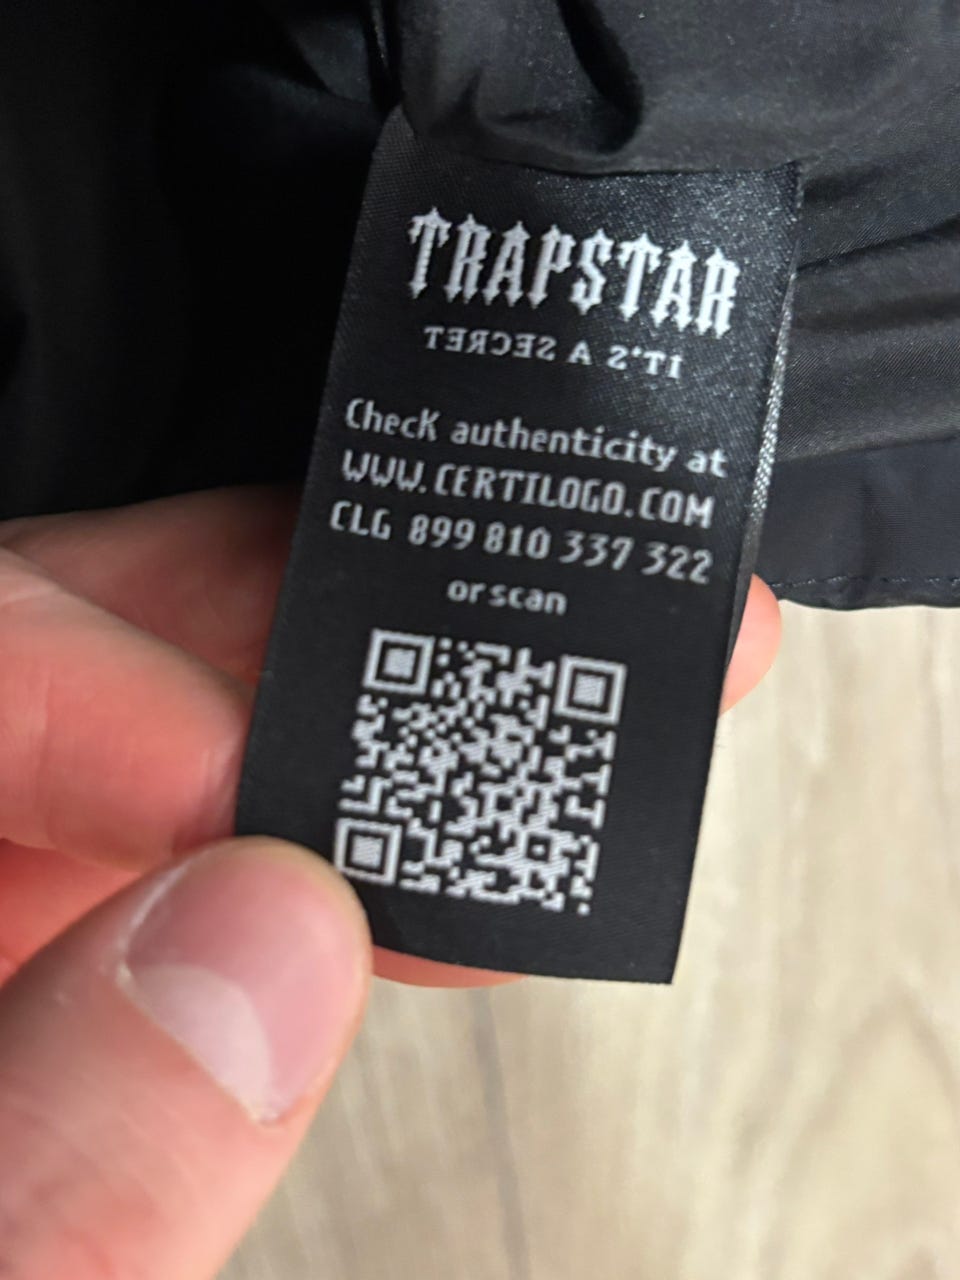 TRAPSTAR
IT'S A SECRET
Check authenticity at
WWW.CERTILOGO.COM
CLG 899 810 337 322
or scan